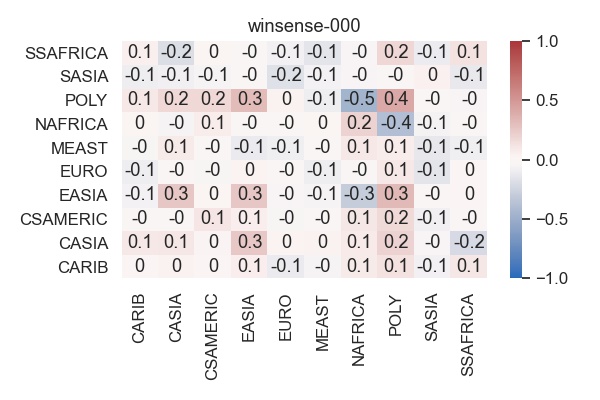 winsense-000
SSAFRICA 0.1 -0.2 0 -0 -0.1 -0.1 -0 0.2 -0.1 0.1
SASIA -0.1 -0.1 -0.1 -0 -0.2 -0.1 -0 -0 0 -0.1
POLY 0.1 0.2 0.2 0.3 0 -0.1 -0.5 0.4 -0 -0
NAFRICA 0 -0 0.1 -0 -0 0 0.2 -0.4 -0.1 -0
MEAST -0 0.1 -0 -0.1 -0.1 -0 0.1 0.1 -0.1 -0.1
EURO -0.1 -0 -0 0 -0 -0.1 -0 0.1 -0.1 0
EASIA -0.1 0.3 0 0.3 -0 -0.1 -0.3 0.3 -0 0
CSAMERIC -0 -0 0.1 0.1 -0 -0 0.1 0.2 -0.1 -0
CASIA 0.1 0.1 0 0.3 0 0 0.1 0.2 -0 -0.2
CARIB 0 0 0 0.1 -0.1 -0 0.1 0.1 -0.1 0.1
CARIB CASIA CSAMERIC EASIA EURO MEAST NAFRICA POLY SASIA SSAFRICA
1.0
0.5
0.0
−0.5
−1.0